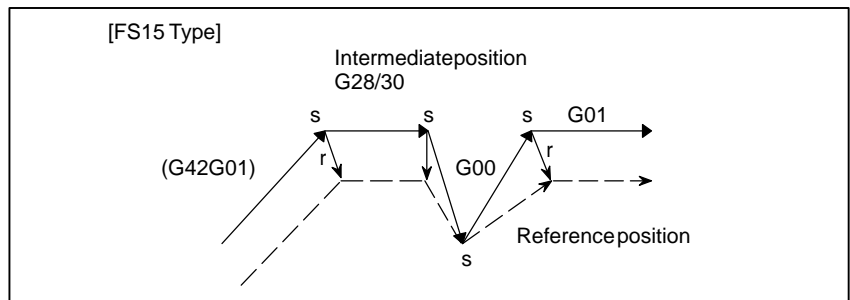 [FS15 Type]
Intermediateposition
G28/30
s
s
s
G01
(G42G01)
r
G00
r
Referenceposition
s